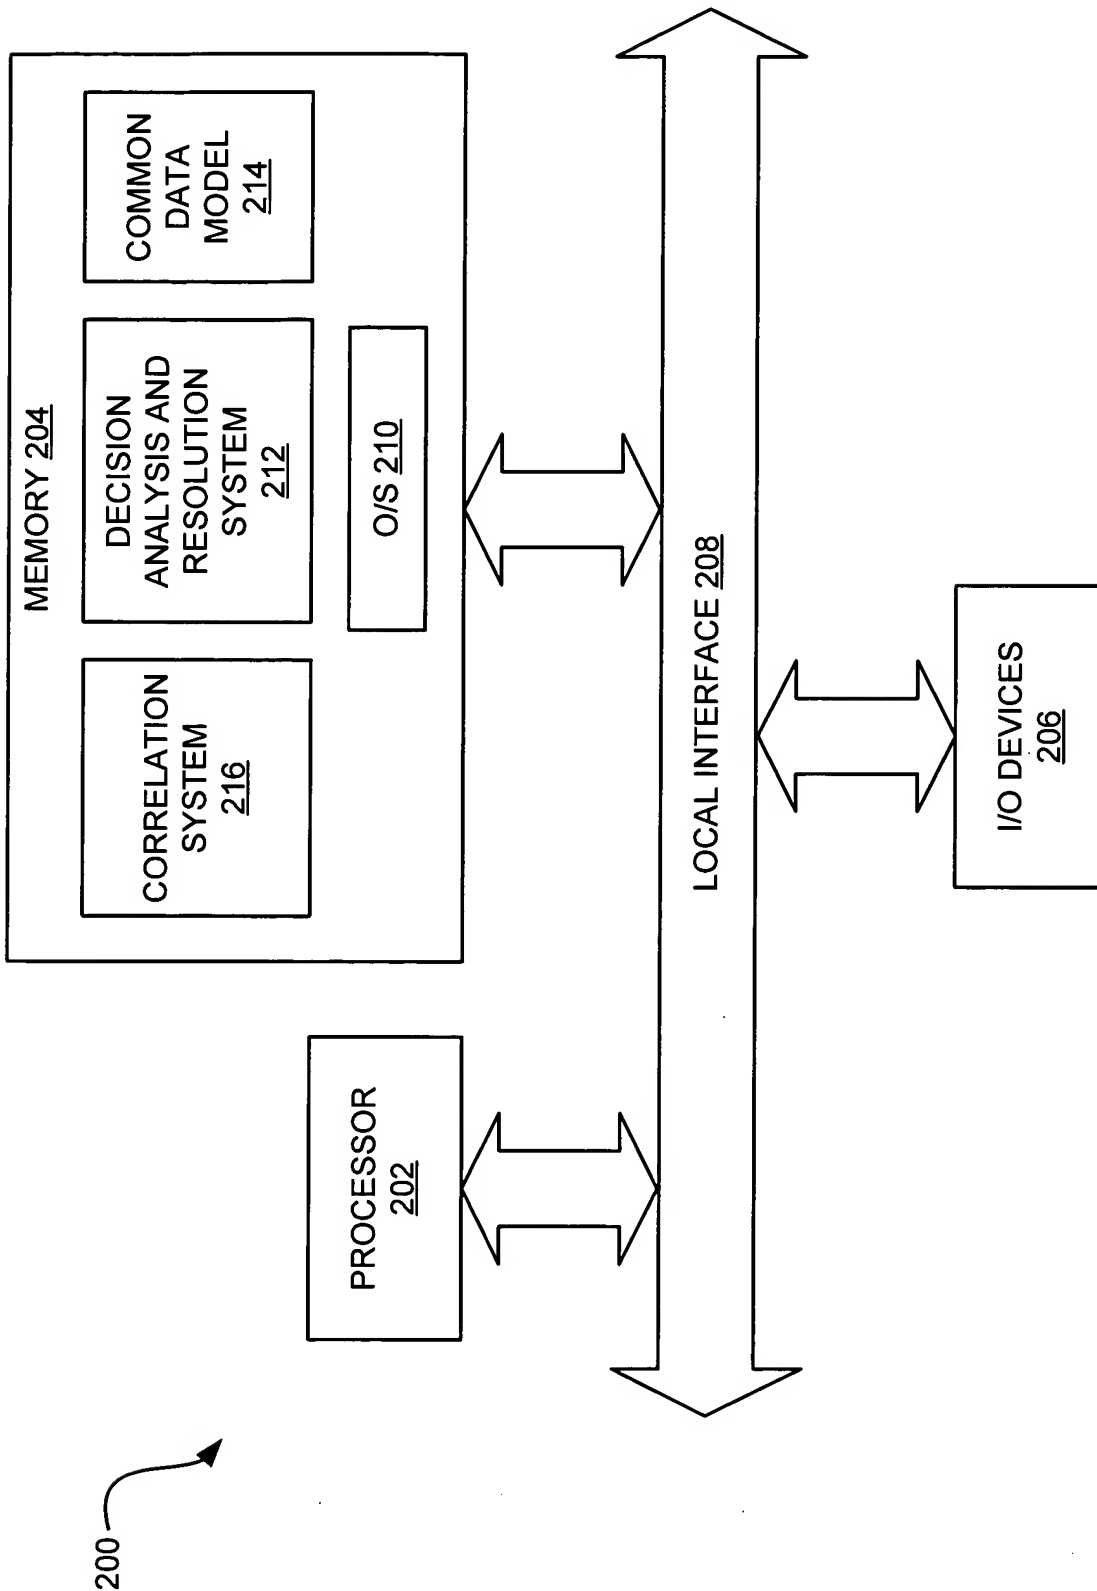 200
PROCESSOR
202
MEMORY 204
CORRELATION
SYSTEM
216
DECISION
ANALYSIS AND
RESOLUTION
SYSTEM
212
COMMON
DATA
MODEL
214
O/S 210
LOCAL INTERFACE 208
I/O DEVICES
206